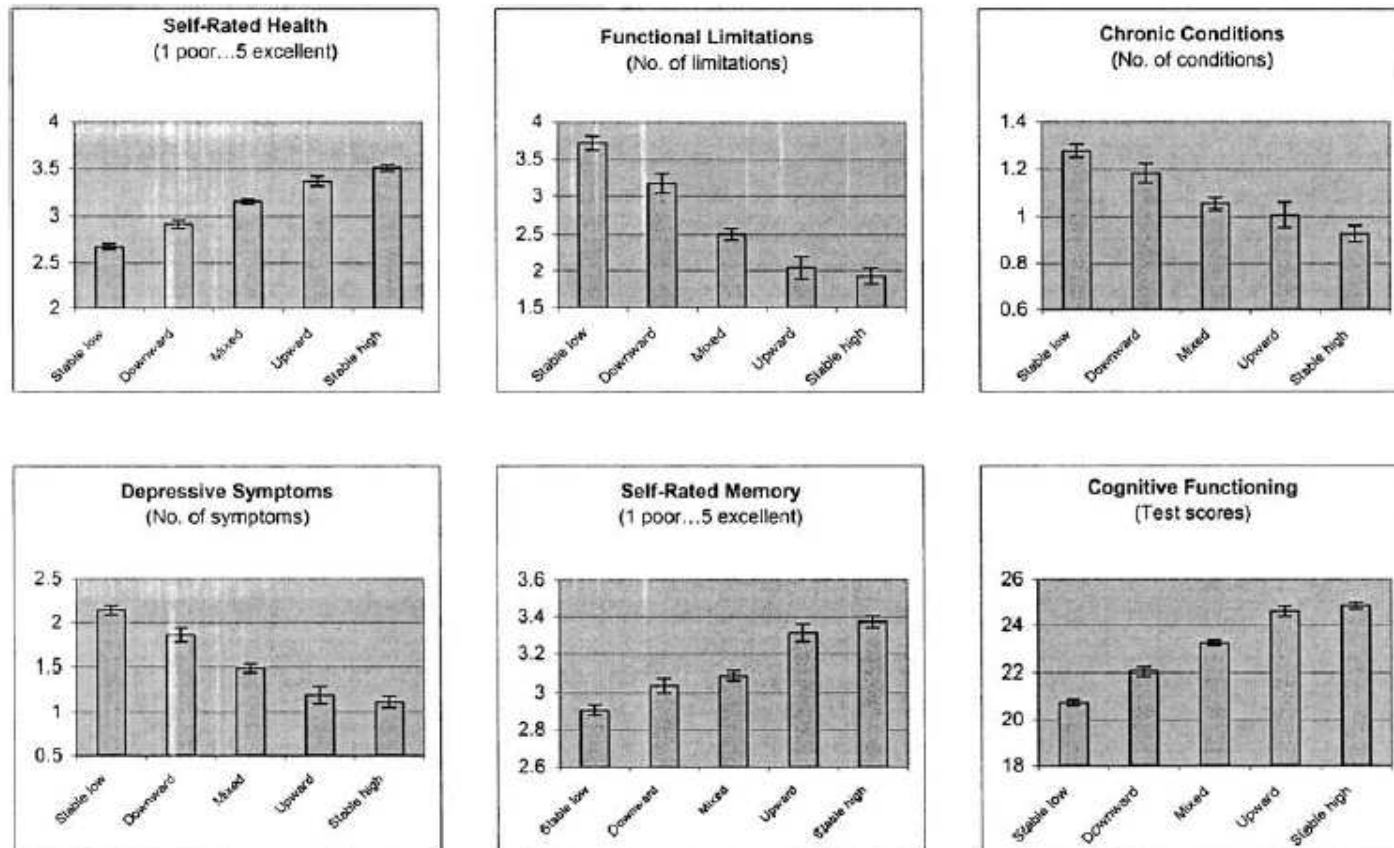 Self-Rated Health
(1 poor...5 excellent)
4
3.5
3
2.5
2
Stable low
Downward
Mixed
Upward
Stable high
Functional Limitations
(No. of limitations)
4
3.5
3
2.5
2
1.5
Stable low
Downward
Mixed
Upward
Stable high
Chronic Conditions
(No. of conditions)
1.4
1.2
1
0.8
0.6
Stable low
Downward
Mixed
Upward
Stable high
Depressive Symptoms
(No. of symptoms)
2.5
2
1.5
1
0.5
Stable low
Downward
Mixed
Upward
Stable high
Self-Rated Memory
(1 poor...5 excellent)
3.6
3.4
3.2
3
2.8
2.6
Stable low
Downward
Mixed
Upward
Stable high
Cognitive Functioning
(Test scores)
26
24
22
20
18
Stable low
Downward
Mixed
Upward
Stable high